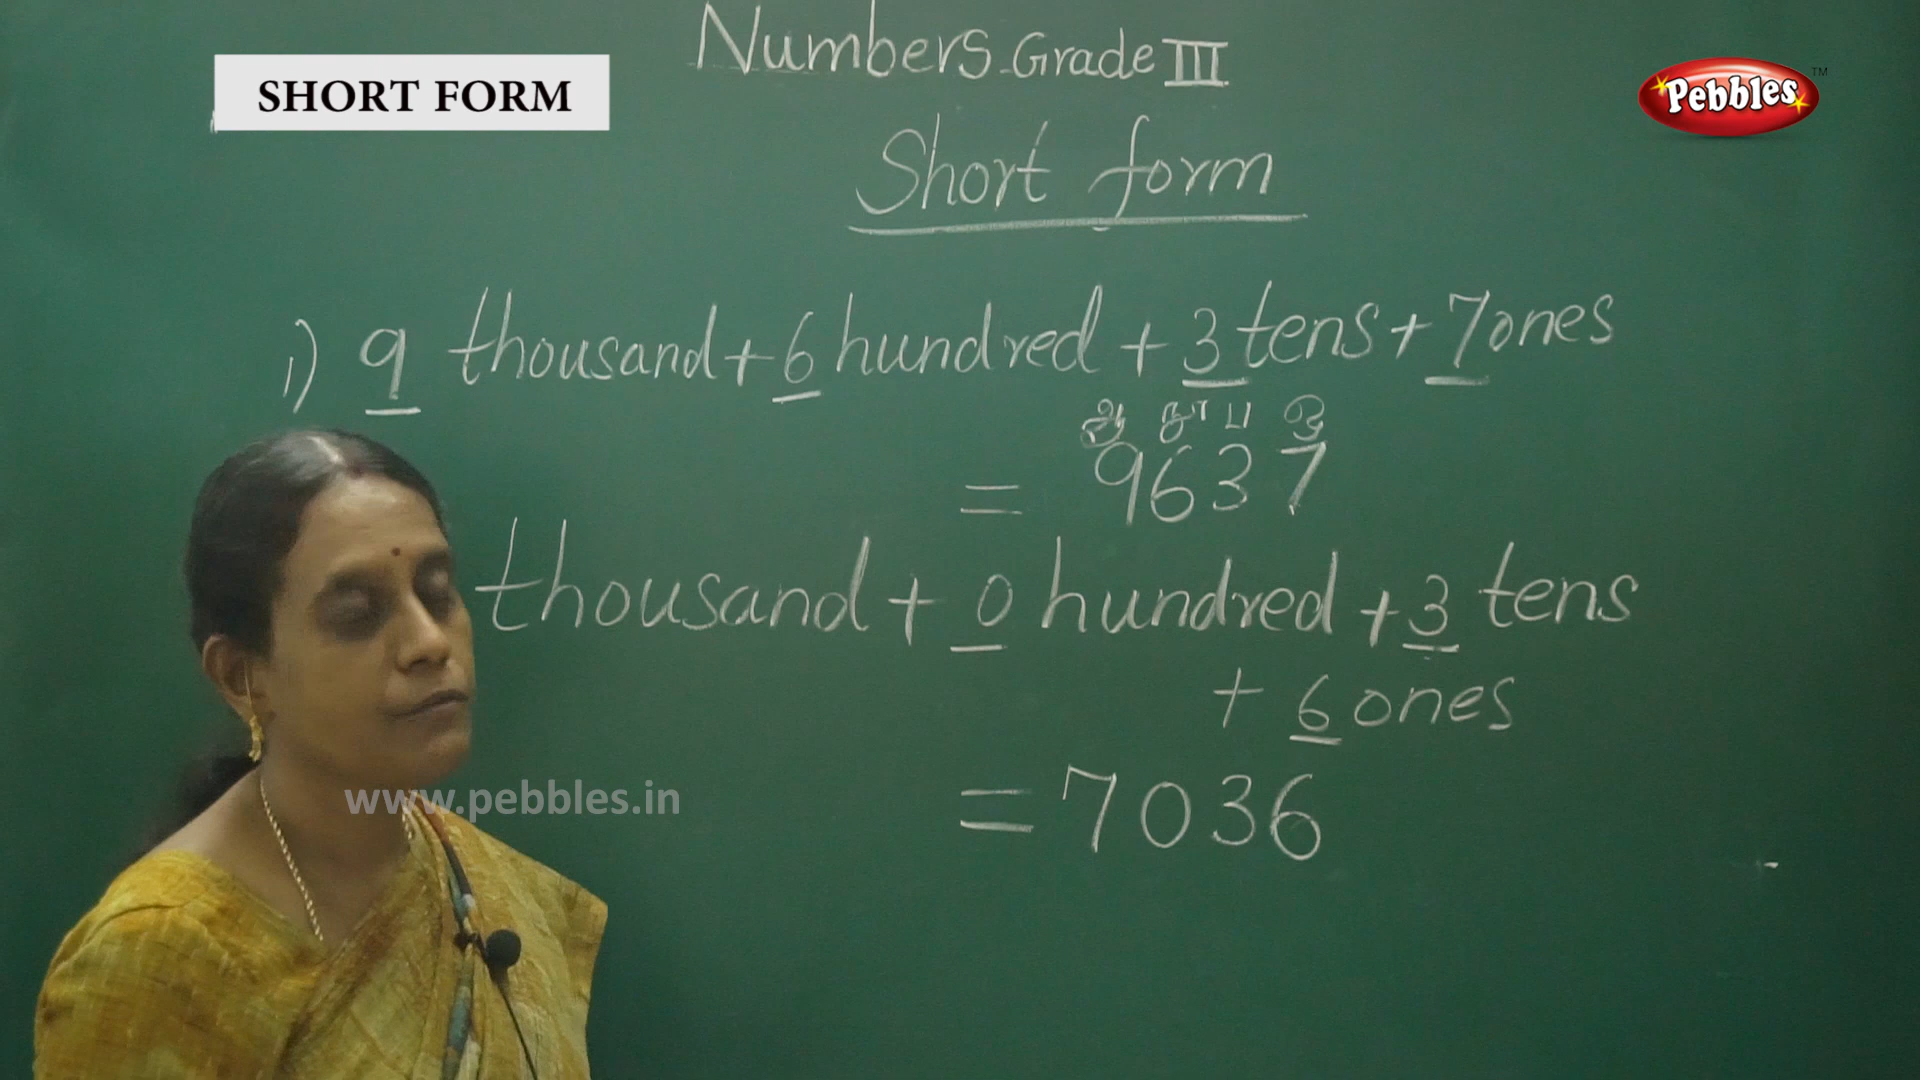 Numbers - Grade III
SHORT FORM
Pebbles TM
Short form
1) 9 thousand + 6 hundred + 3 tens + 7 ones
ஆ நூ ப ஒ
= 9637
thousand + 0 hundred + 3 tens
+ 6 ones
www.pebbles.in
= 7036